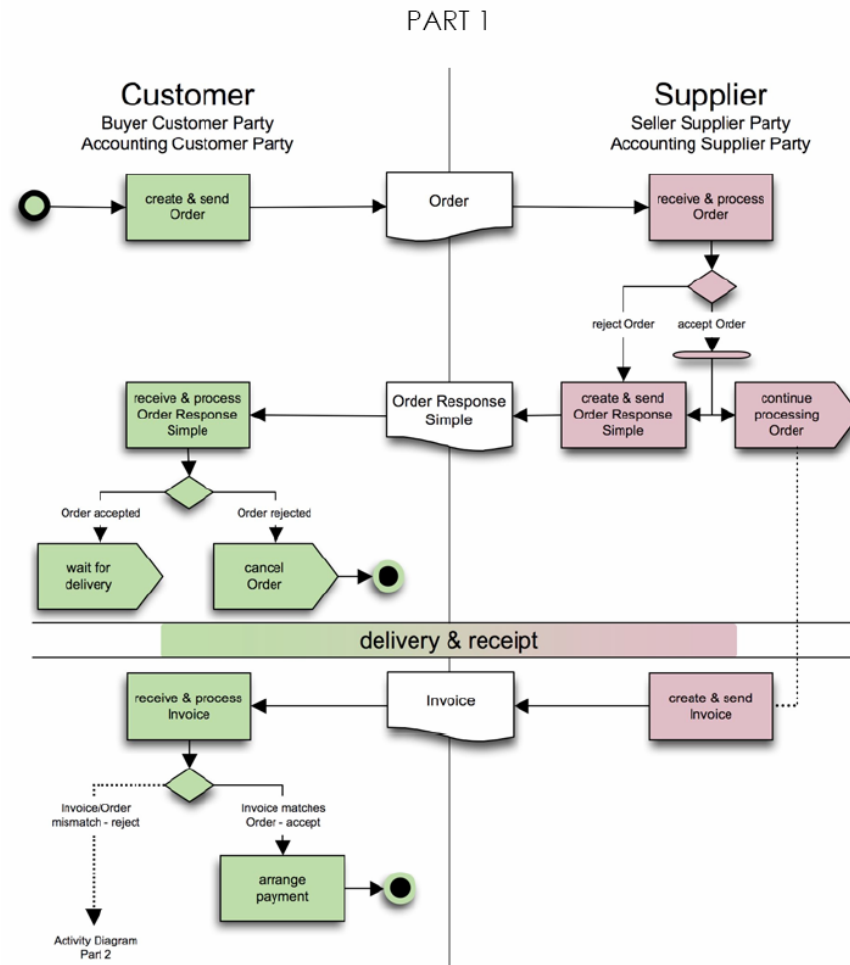 PART 1
Customer
Buyer Customer Party
Accounting Customer Party
Supplier
Seller Supplier Party
Accounting Supplier Party
create & send
Order
Order
receive & process
Order
reject Order
accept Order
receive & process
Order Response
Simple
Order Response
Simple
create & send
Order Response
Simple
continue
processing
Order
Order accepted
Order rejected
wait for
delivery
cancel
Order
delivery & receipt
receive & process
Invoice
Invoice
create & send
Invoice
Invoice/Order
mismatch - reject
Invoice matches
Order - accept
arrange
payment
Activity Diagram
Part 2